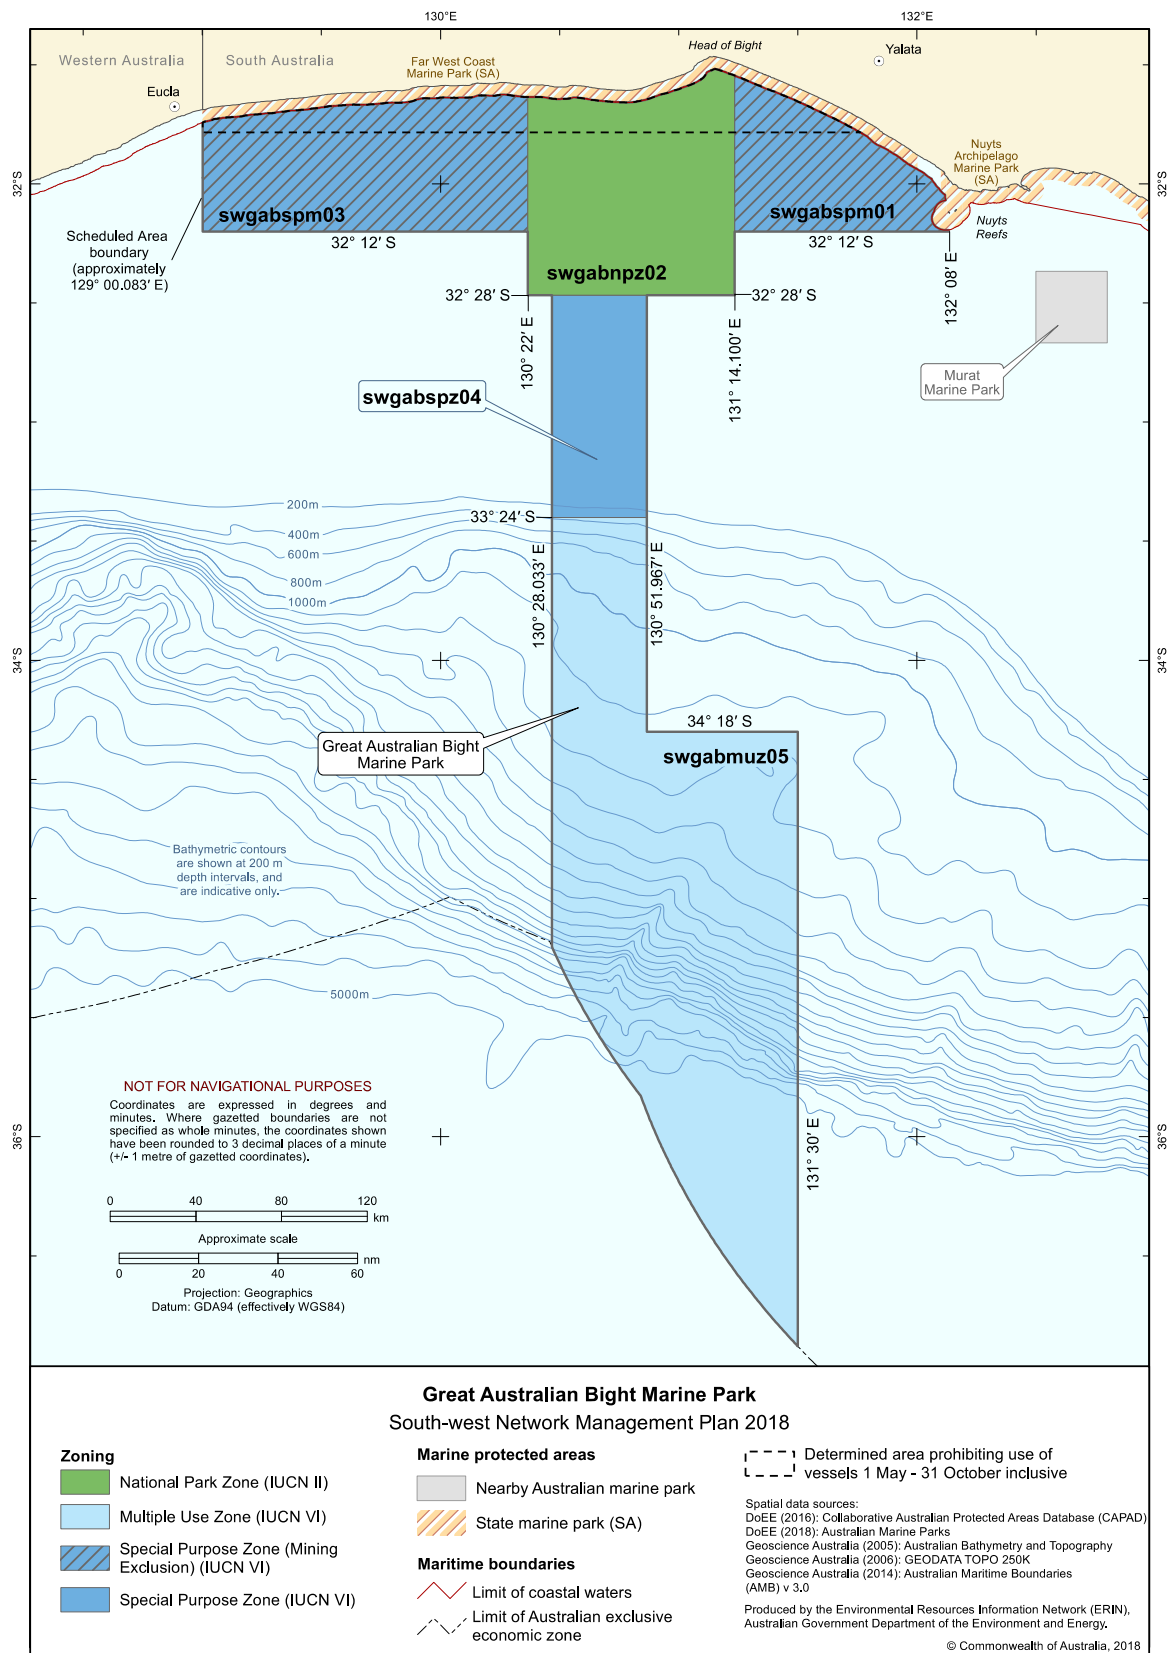 130°E
132°E
Western Australia
South Australia
Far West Coast
Marine Park (SA)
Head of Bight
Yalata
Eucla
32°S
32°S
Nuyts
Archipelago
Marine Park
(SA)
Nuyts
Reefs
swgabspm03
swgabspm01
32° 12′ S
32° 12′ S
Scheduled Area
boundary
(approximately
129° 00.083′ E)
swgabnpz02
32° 28′ S
32° 28′ S
130° 22′ E
131° 14.100′ E
132° 08′ E
Murat
Marine Park
swgabspz04
200m
400m
600m
800m
1000m
33° 24′ S
130° 28.033′ E
130° 51.967′ E
34°S
34°S
34° 18′ S
Great Australian Bight
Marine Park
swgabmuz05
Bathymetric contours
are shown at 200 m
depth intervals, and
are indicative only.
5000m
NOT FOR NAVIGATIONAL PURPOSES
Coordinates are expressed in degrees and
minutes. Where gazetted boundaries are not
specified as whole minutes, the coordinates shown
have been rounded to 3 decimal places of a minute
(+/- 1 metre of gazetted coordinates).
36°S
36°S
131° 30′ E
0 40 80 120
km
Approximate scale
nm
0 20 40 60
Projection: Geographics
Datum: GDA94 (effectively WGS84)
Great Australian Bight Marine Park
South-west Network Management Plan 2018
Zoning
National Park Zone (IUCN II)
Multiple Use Zone (IUCN VI)
Special Purpose Zone (Mining
Exclusion) (IUCN VI)
Special Purpose Zone (IUCN VI)
Marine protected areas
Nearby Australian marine park
State marine park (SA)
Maritime boundaries
Limit of coastal waters
Limit of Australian exclusive
economic zone
Determined area prohibiting use of
vessels 1 May - 31 October inclusive
Spatial data sources:
DoEE (2016): Collaborative Australian Protected Areas Database (CAPAD)
DoEE (2018): Australian Marine Parks
Geoscience Australia (2005): Australian Bathymetry and Topography
Geoscience Australia (2006): GEODATA TOPO 250K
Geoscience Australia (2014): Australian Maritime Boundaries
(AMB) v 3.0
Produced by the Environmental Resources Information Network (ERIN),
Australian Government Department of the Environment and Energy.
© Commonwealth of Australia, 2018